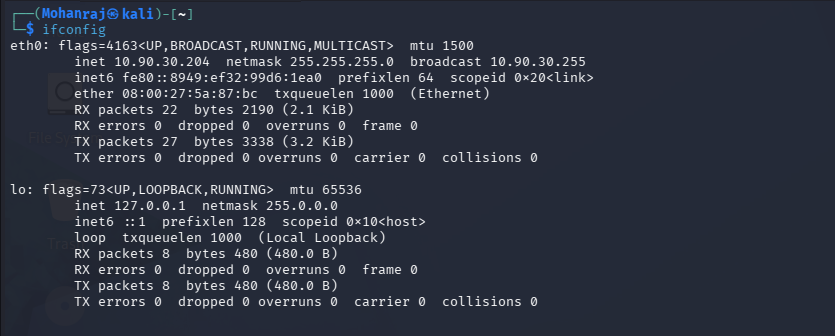 ┌──(Mohanraj㉿kali)-[~]
└─$ ifconfig
eth0: flags=4163<UP,BROADCAST,RUNNING,MULTICAST>  mtu 1500
        inet 10.90.30.204  netmask 255.255.255.0  broadcast 10.90.30.255
        inet6 fe80::8949:ef32:99d6:1ea0  prefixlen 64  scopeid 0x20<link>
        ether 08:00:27:5a:87:bc  txqueuelen 1000  (Ethernet)
        RX packets 22  bytes 2190 (2.1 KiB)
        RX errors 0  dropped 0  overruns 0  frame 0
        TX packets 27  bytes 3338 (3.2 KiB)
        TX errors 0  dropped 0 overruns 0  carrier 0  collisions 0

lo: flags=73<UP,LOOPBACK,RUNNING>  mtu 65536
        inet 127.0.0.1  netmask 255.0.0.0
        inet6 ::1  prefixlen 128  scopeid 0x10<host>
        loop  txqueuelen 1000  (Local Loopback)
        RX packets 8  bytes 480 (480.0 B)
        RX errors 0  dropped 0  overruns 0  frame 0
        TX packets 8  bytes 480 (480.0 B)
        TX errors 0  dropped 0 overruns 0  carrier 0  collisions 0